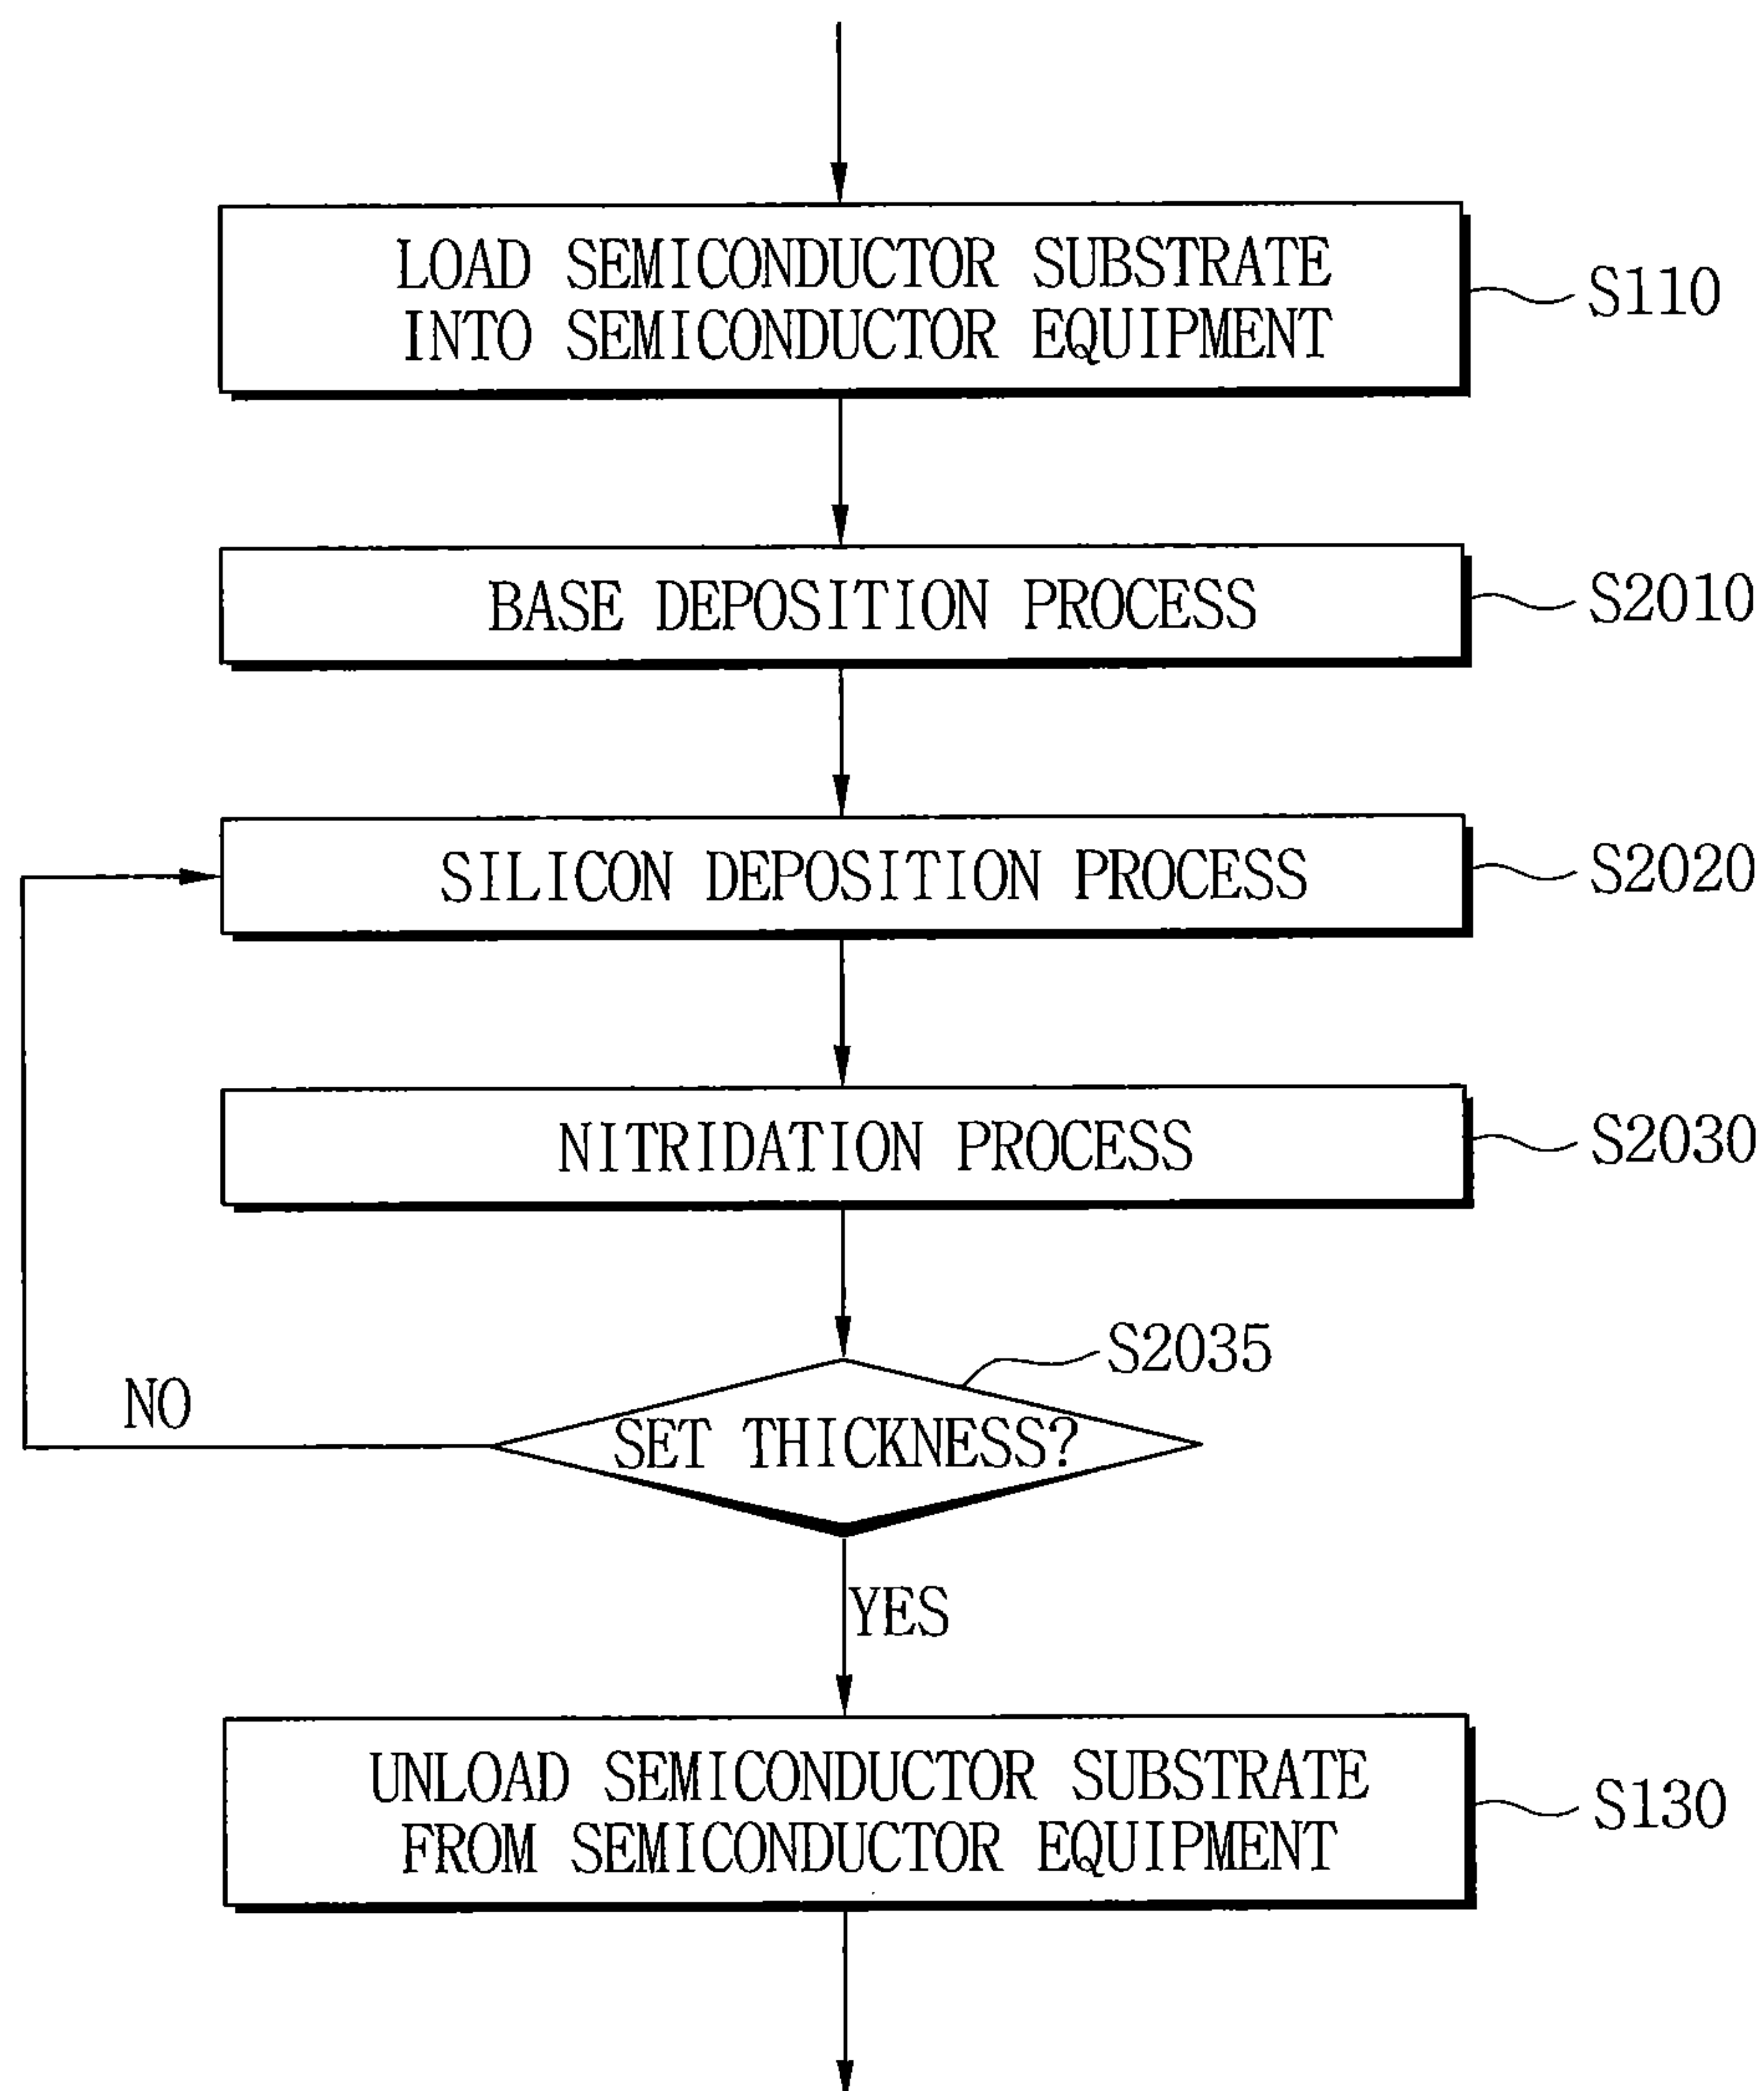 LOAD SEMICONDUCTOR SUBSTRATE
INTO SEMICONDUCTOR EQUIPMENT
S110
BASE DEPOSITION PROCESS
S2010
SILICON DEPOSITION PROCESS
S2020
NITRIDATION PROCESS
S2030
S2035
NO
SET THICKNESS?
YES
UNLOAD SEMICONDUCTOR SUBSTRATE
FROM SEMICONDUCTOR EQUIPMENT
S130